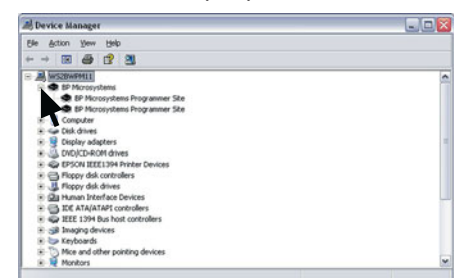 Device Manager
File Action View Help
WS2BWPM11
BP Microsystems
BP Microsystems Programmer Site
BP Microsystems Programmer Site
Computer
Disk drives
Display adapters
DVD/CD-ROM drives
EPSON IEEE1394 Printer Devices
Floppy disk controllers
Floppy disk drives
Human Interface Devices
IDE ATA/ATAPI controllers
IEEE 1394 Bus host controllers
Imaging devices
Keyboards
Mice and other pointing devices
Monitors